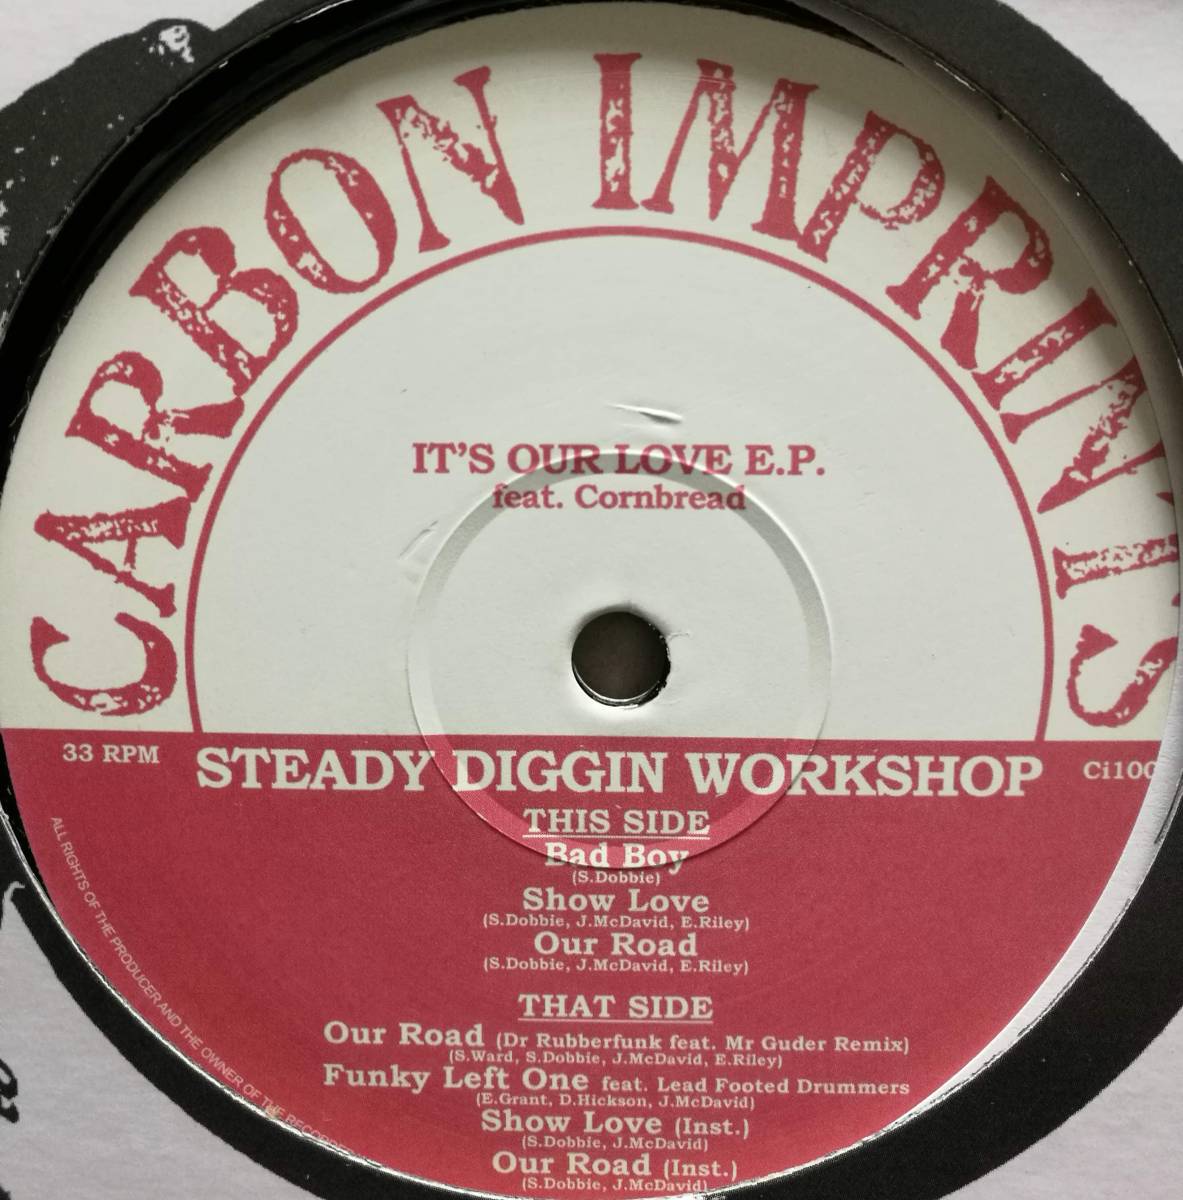 CARBON IMPRINTS
IT'S OUR LOVE E.P.
feat. Cornbread
33 RPM
STEADY DIGGIN WORKSHOP
Ci100
THIS SIDE
Bad Boy
(S.Dobbie)
Show Love
(S.Dobbie, J.McDavid, E.Riley)
Our Road
(S.Dobbie, J.McDavid, E.Riley)
THAT SIDE
Our Road (Dr Rubberfunk feat. Mr Guder Remix)
(S.Ward, S.Dobbie, J.McDavid, E.Riley)
Funky Left One feat. Lead Footed Drummers
(E.Grant, D.Hickson, J.McDavid)
Show Love (Inst.)
(S.Dobbie, J.McDavid)
Our Road (Inst.)
(S.Dobbie, J.McDavid)
ALL RIGHTS OF THE PRODUCER AND THE OWNER OF THE